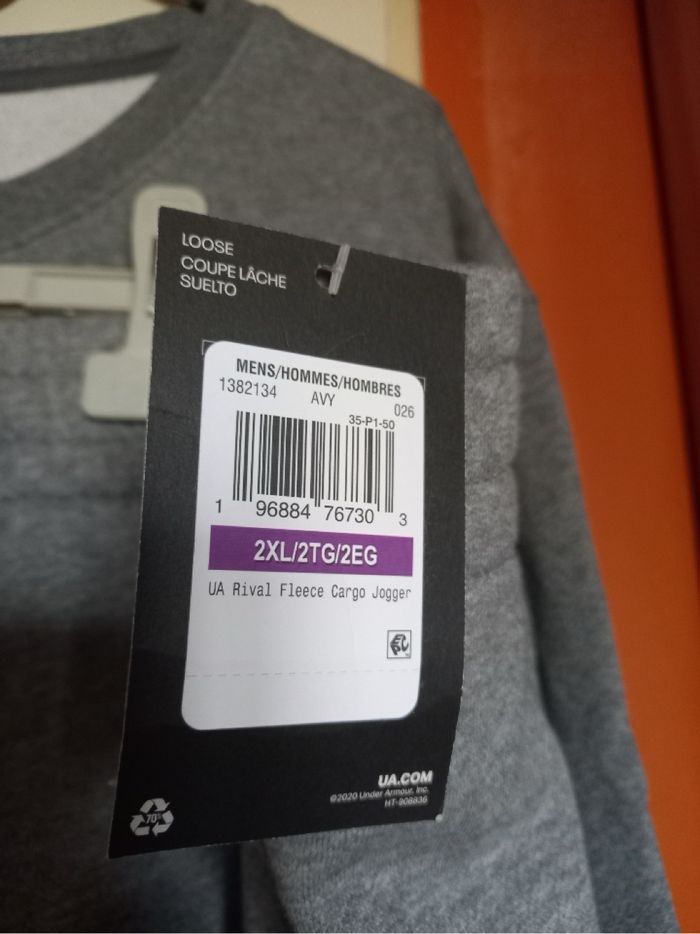 LOOSE
COUPE LÂCHE
SUELTO
MENS/HOMMES/HOMBRES
1382134 AVY 026
35-P1-50
1 96884 76730 3
2XL/2TG/2EG
UA Rival Fleece Cargo Jogger
UA.COM
©2020 Under Armour, Inc.
HT-908836
70%